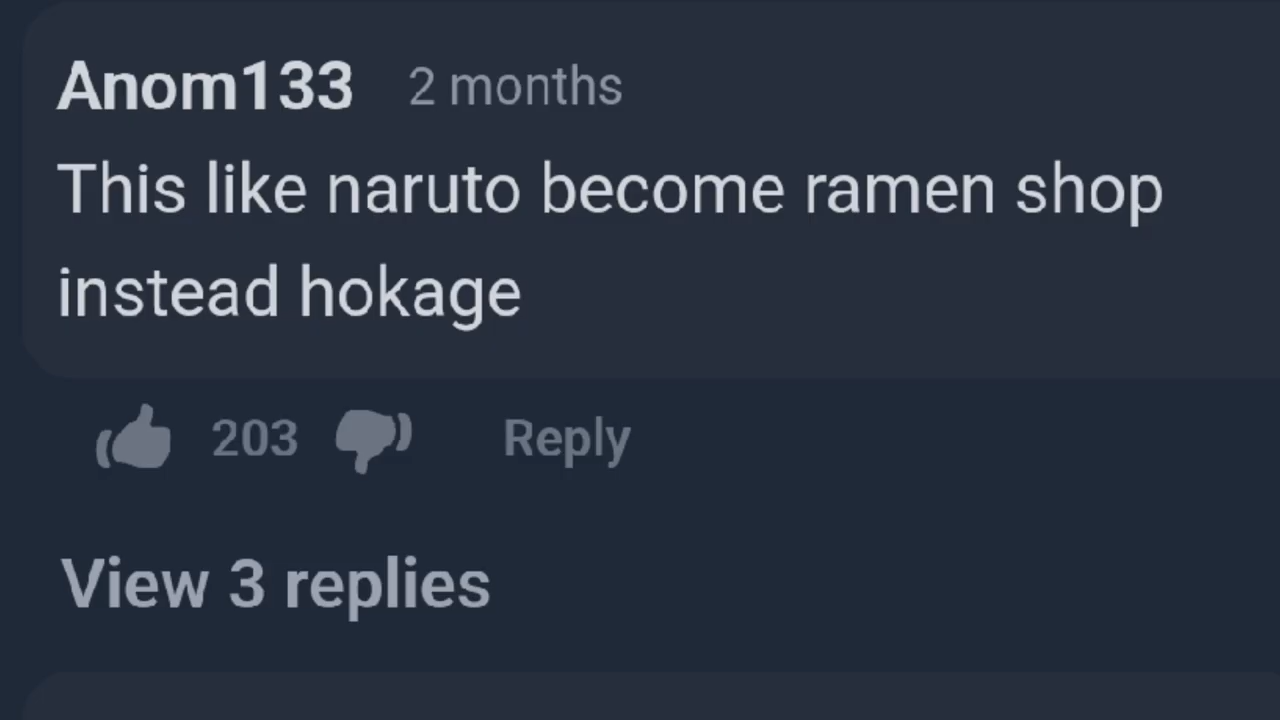 Anom133 2 months
This like naruto become ramen shop
instead hokage
203 Reply
View 3 replies